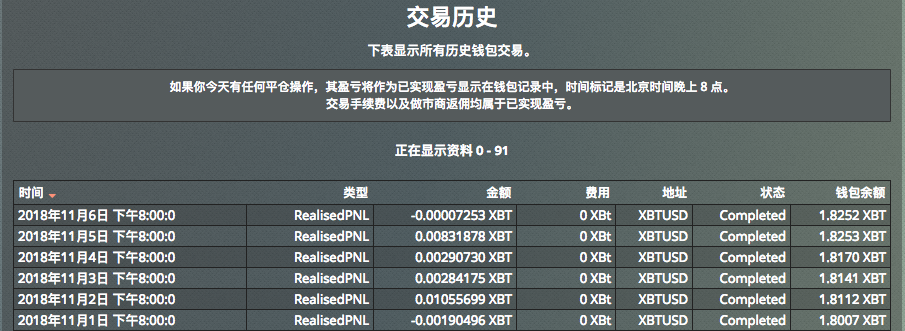 交易历史
下表显示所有历史钱包交易。
如果你今天有任何平仓操作，其盈亏将作为已实现盈亏显示在钱包记录中，时间标记是北京时间晚上 8 点。
交易手续费以及做市商返佣均属于已实现盈亏。
正在显示资料 0 - 91
时间 类型 金额 费用 地址 状态 钱包余额
2018年11月6日 下午8:00:0 RealisedPNL -0.00007253 XBT 0 XBt XBTUSD Completed 1.8252 XBT
2018年11月5日 下午8:00:0 RealisedPNL 0.00831878 XBT 0 XBt XBTUSD Completed 1.8253 XBT
2018年11月4日 下午8:00:0 RealisedPNL 0.00290730 XBT 0 XBt XBTUSD Completed 1.8170 XBT
2018年11月3日 下午8:00:0 RealisedPNL 0.00284175 XBT 0 XBt XBTUSD Completed 1.8141 XBT
2018年11月2日 下午8:00:0 RealisedPNL 0.01055699 XBT 0 XBt XBTUSD Completed 1.8112 XBT
2018年11月1日 下午8:00:0 RealisedPNL -0.00190496 XBT 0 XBt XBTUSD Completed 1.8007 XBT